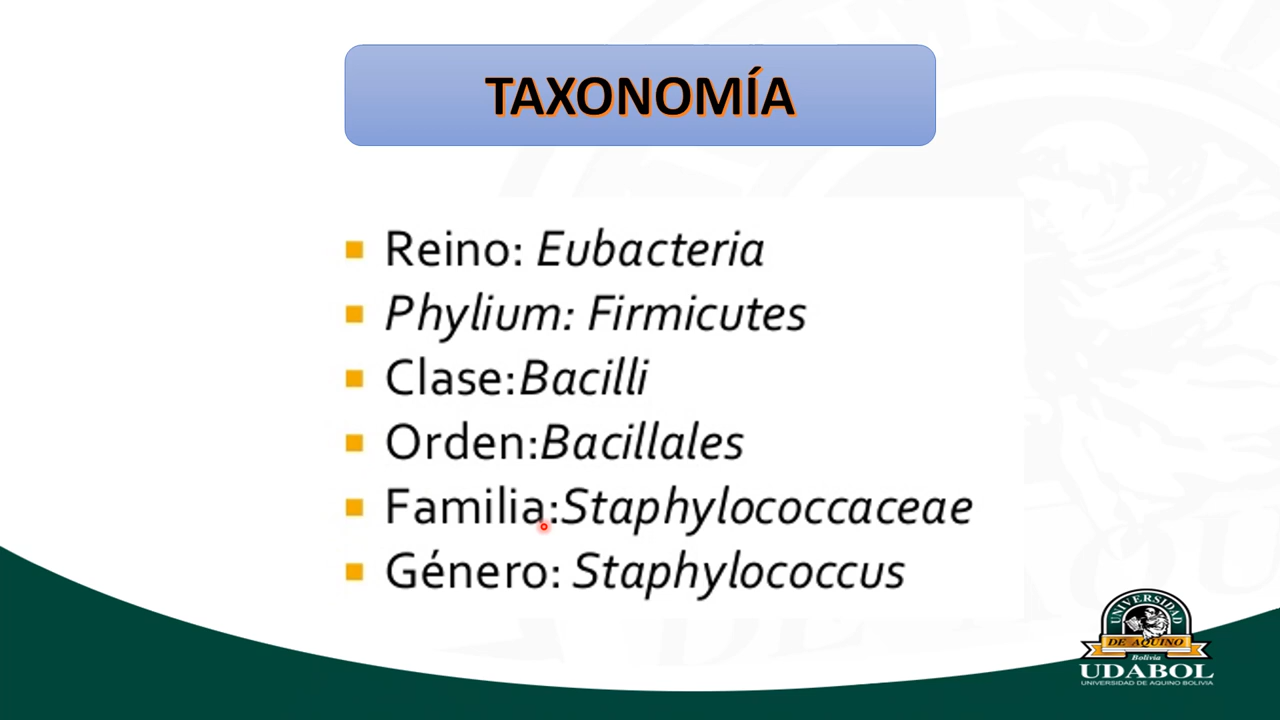 TAXONOMÍA
Reino: Eubacteria
Phylium: Firmicutes
Clase:Bacilli
Orden:Bacillales
Familia:Staphylococcaceae
Género: Staphylococcus
UNIVERSIDAD
DE AQUINO
Bolivia
UDABOL
UNIVERSIDAD DE AQUINO BOLIVIA